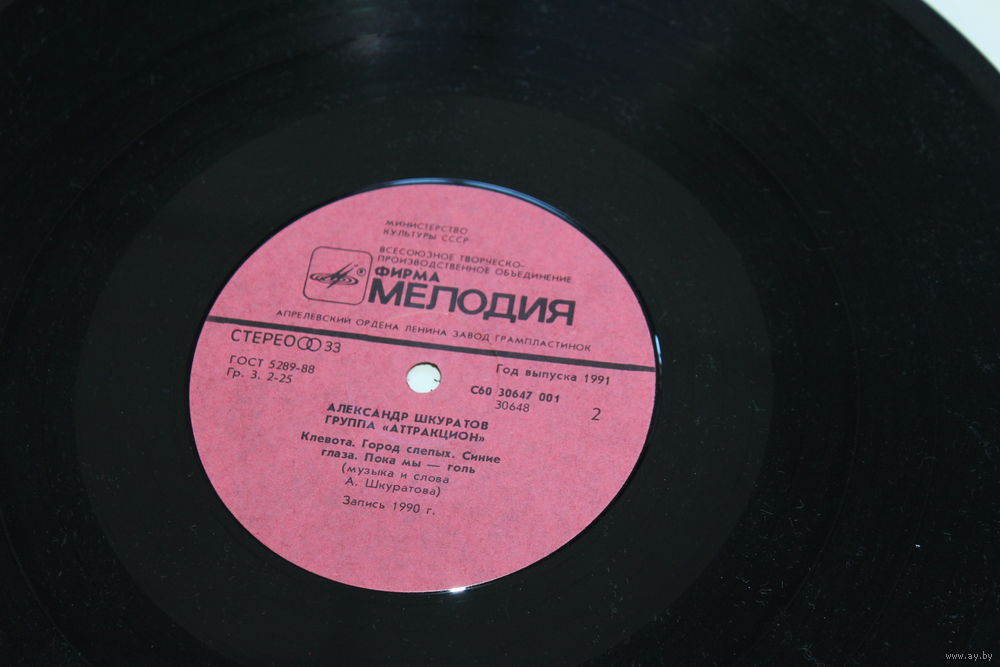 МИНИСТЕРСТВО
КУЛЬТУРЫ СССР
ВСЕСОЮЗНОЕ ТВОРЧЕСКО-
ПРОИЗВОДСТВЕННОЕ ОБЪЕДИНЕНИЕ
®
ФИРМА
МЕЛОДИЯ
АПРЕЛЕВСКИЙ ОРДЕНА ЛЕНИНА ЗАВОД ГРАМПЛАСТИНОК
СТЕРЕО 33
ГОСТ 5289-88
Гр. 3. 2-25
Год выпуска 1991
С60 30647 001
30648
2
АЛЕКСАНДР ШКУРАТОВ
ГРУППА «АТТРАКЦИОН»
Клевота. Город слепых. Синие
глаза. Пока мы — голь
(музыка и слова
А. Шкуратова)
Запись 1990 г.
www.ay.by